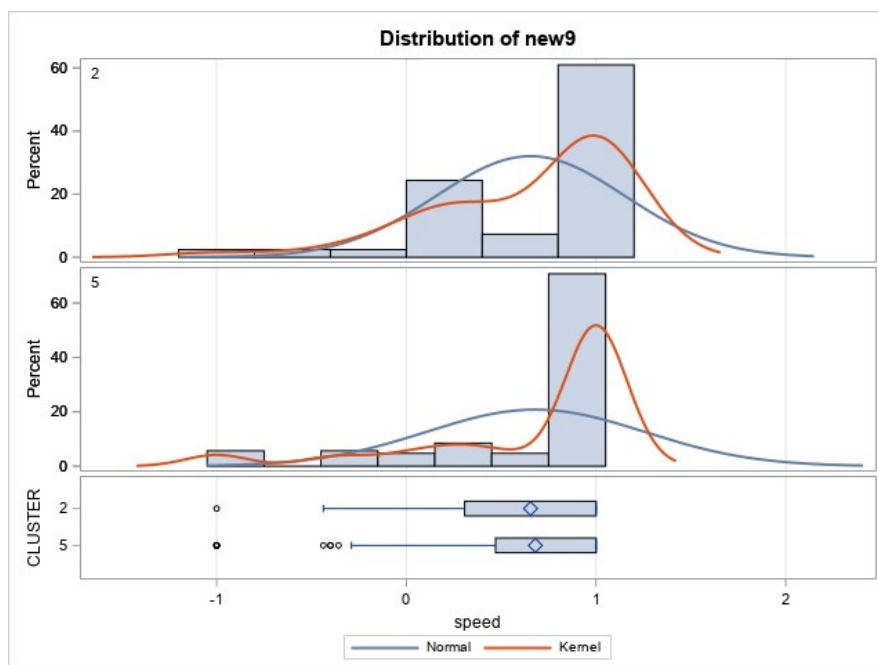 Distribution of new9
2
Percent
60
40
20
0
5
Percent
60
40
20
0
CLUSTER
2
5
-1 0 1 2
speed
Normal Kernel